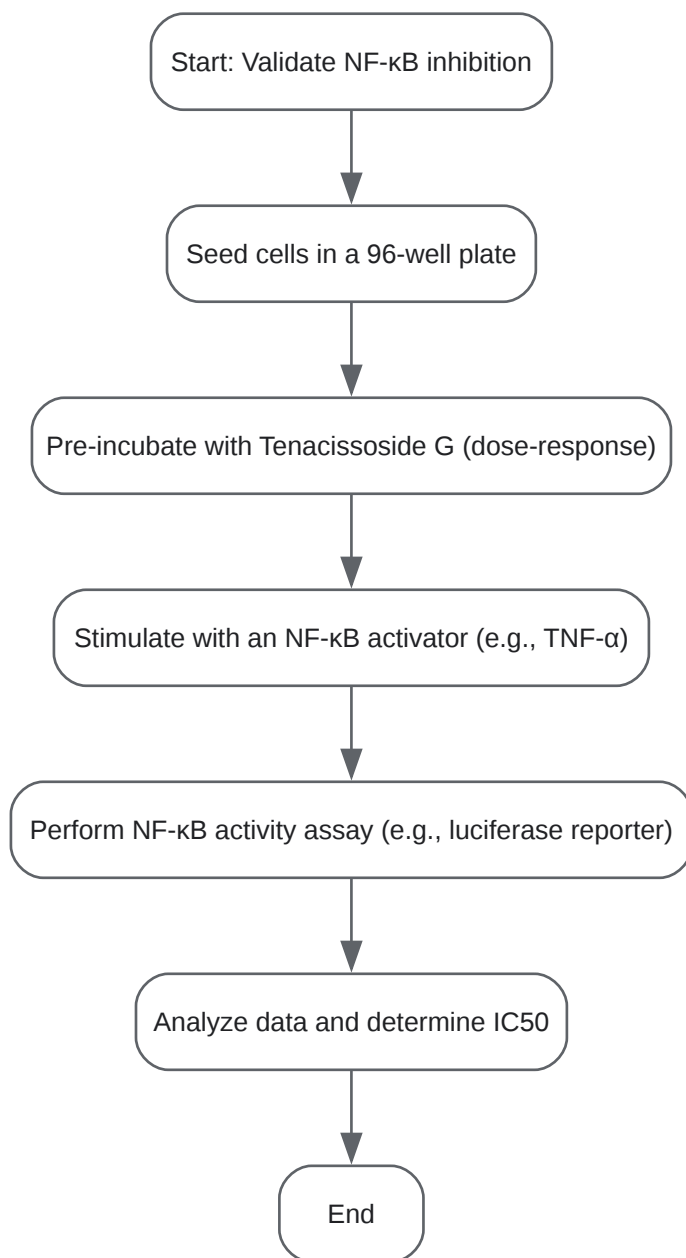 Start: Validate NF-κB inhibition
Seed cells in a 96-well plate
Pre-incubate with Tenacissoside G (dose-response)
Stimulate with an NF-κB activator (e.g., TNF-α)
Perform NF-κB activity assay (e.g., luciferase reporter)
Analyze data and determine IC50
End